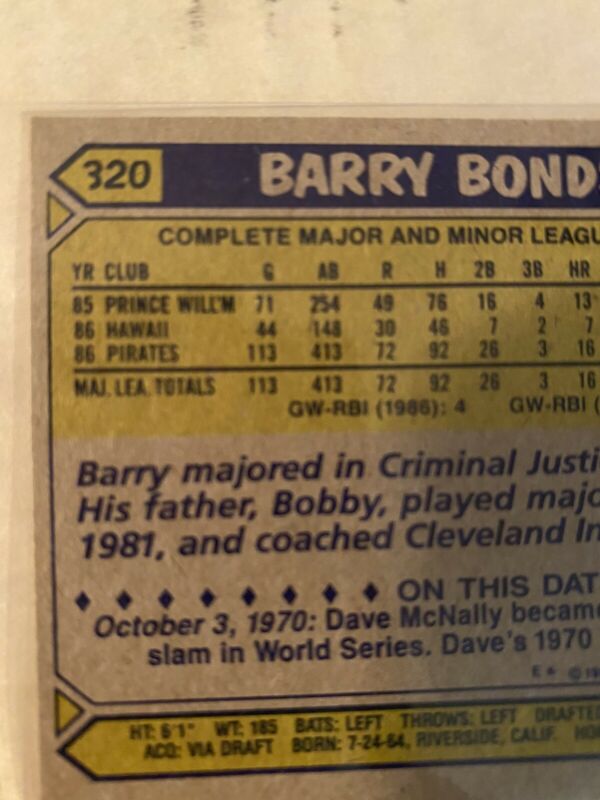 320 BARRY BONDS
COMPLETE MAJOR AND MINOR LEAGU
YR CLUB G AB R H 2B 3B HR
85 PRINCE WILL'M 71 254 49 76 16 4 13
86 HAWAII 44 148 30 46 7 2 7
86 PIRATES 113 413 72 92 26 3 16
MAJ. LEA. TOTALS 113 413 72 92 26 3 16
GW-RBI (1986): 4 GW-RBI (
Barry majored in Criminal Justi
His father, Bobby, played majo
1981, and coached Cleveland In
ON THIS DAT
October 3, 1970: Dave McNally became
slam in World Series. Dave's 1970
HT: 6'1" WT: 185 BATS: LEFT THROWS: LEFT DRAFTED
ACQ: VIA DRAFT BORN: 7-24-64, RIVERSIDE, CALIF. HO